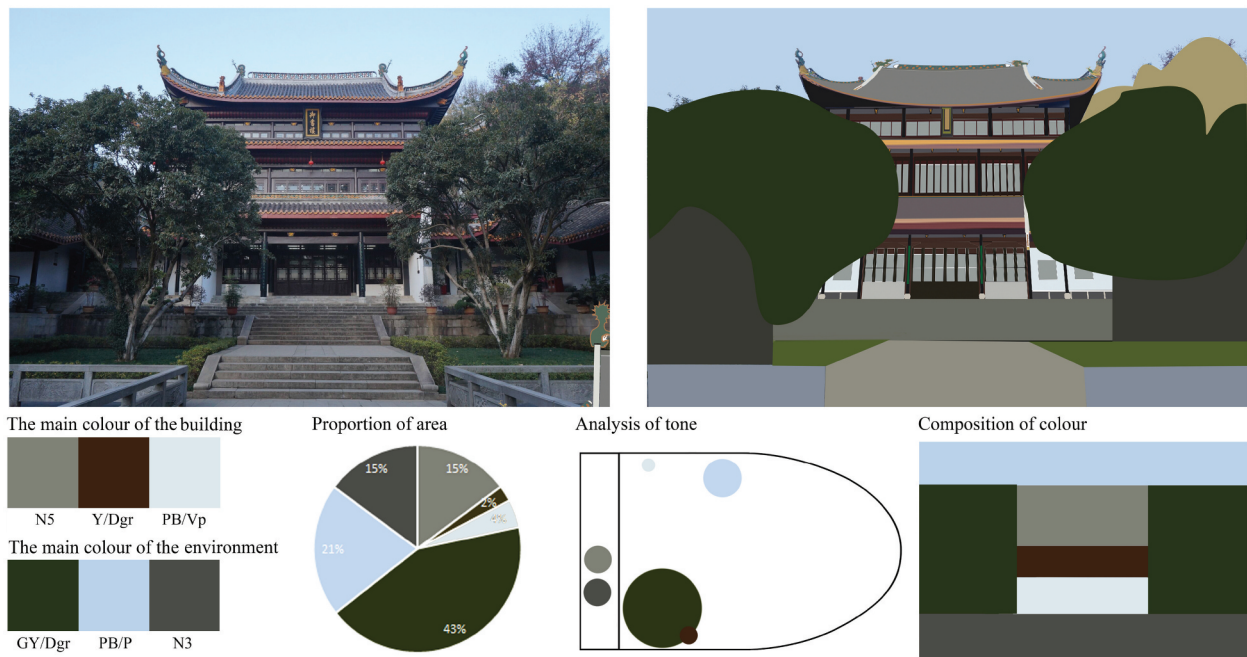 The main colour of the building
N5 Y/Dgr PB/Vp
The main colour of the environment
GY/Dgr PB/P N3
Proportion of area
15% 15%
2%
21%
43%
Analysis of tone
Composition of colour